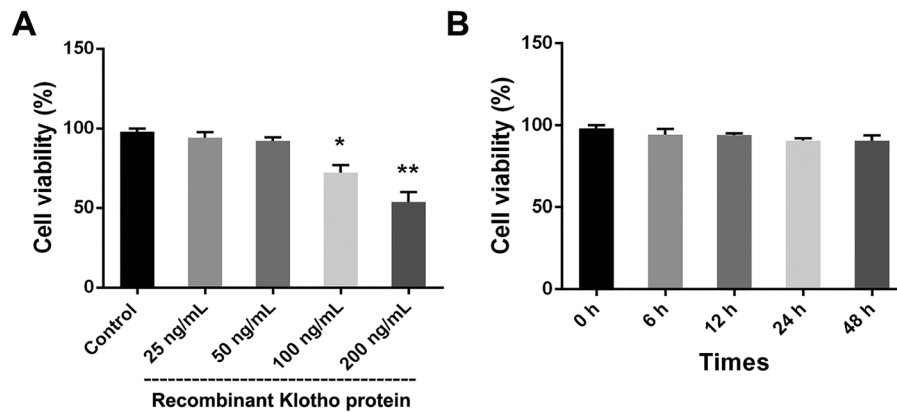 A
Cell viability (%)
150
100
50
0
*
**
Control
25 ng/mL
50 ng/mL
100 ng/mL
200 ng/mL
Recombinant Klotho protein
B
Cell viability (%)
150
100
50
0
0 h
6 h
12 h
24 h
48 h
Times